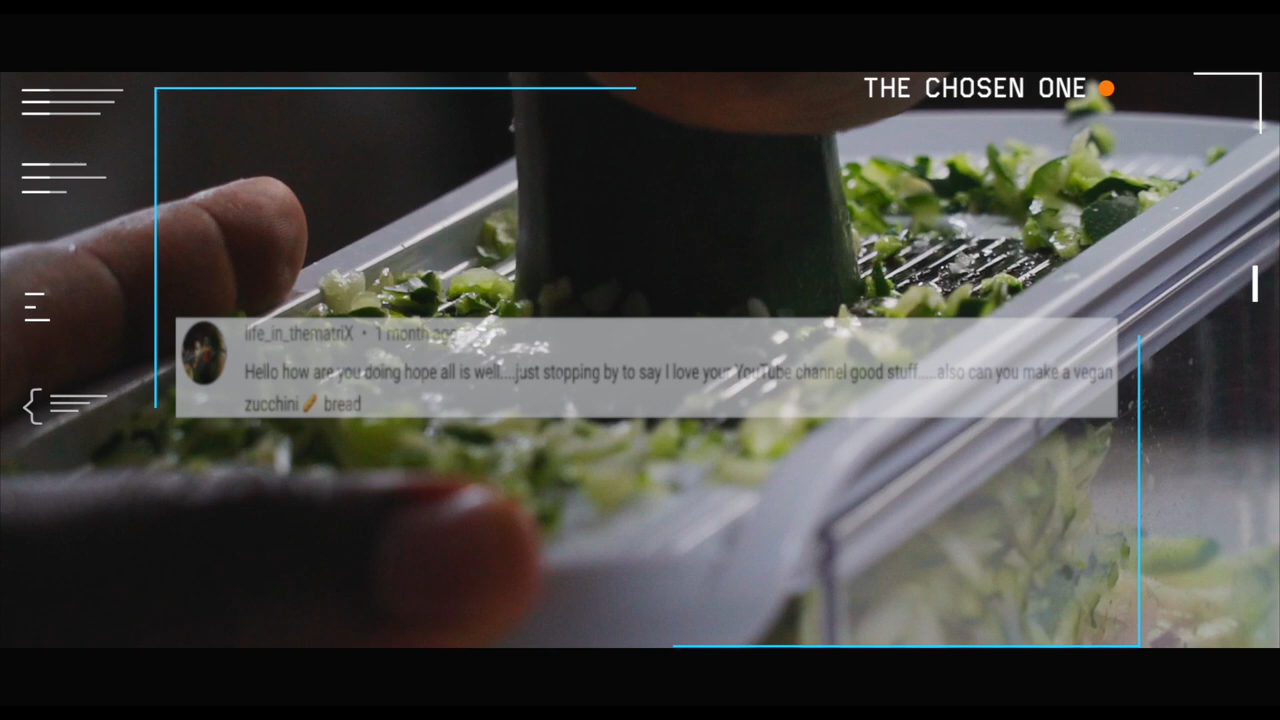 THE CHOSEN ONE
life_in_thematriX • 1 month ago
Hello how are you doing hope all is well....just stopping by to say I love your YouTube channel good stuff.....also can you make a vegan
zucchini 🥖 bread